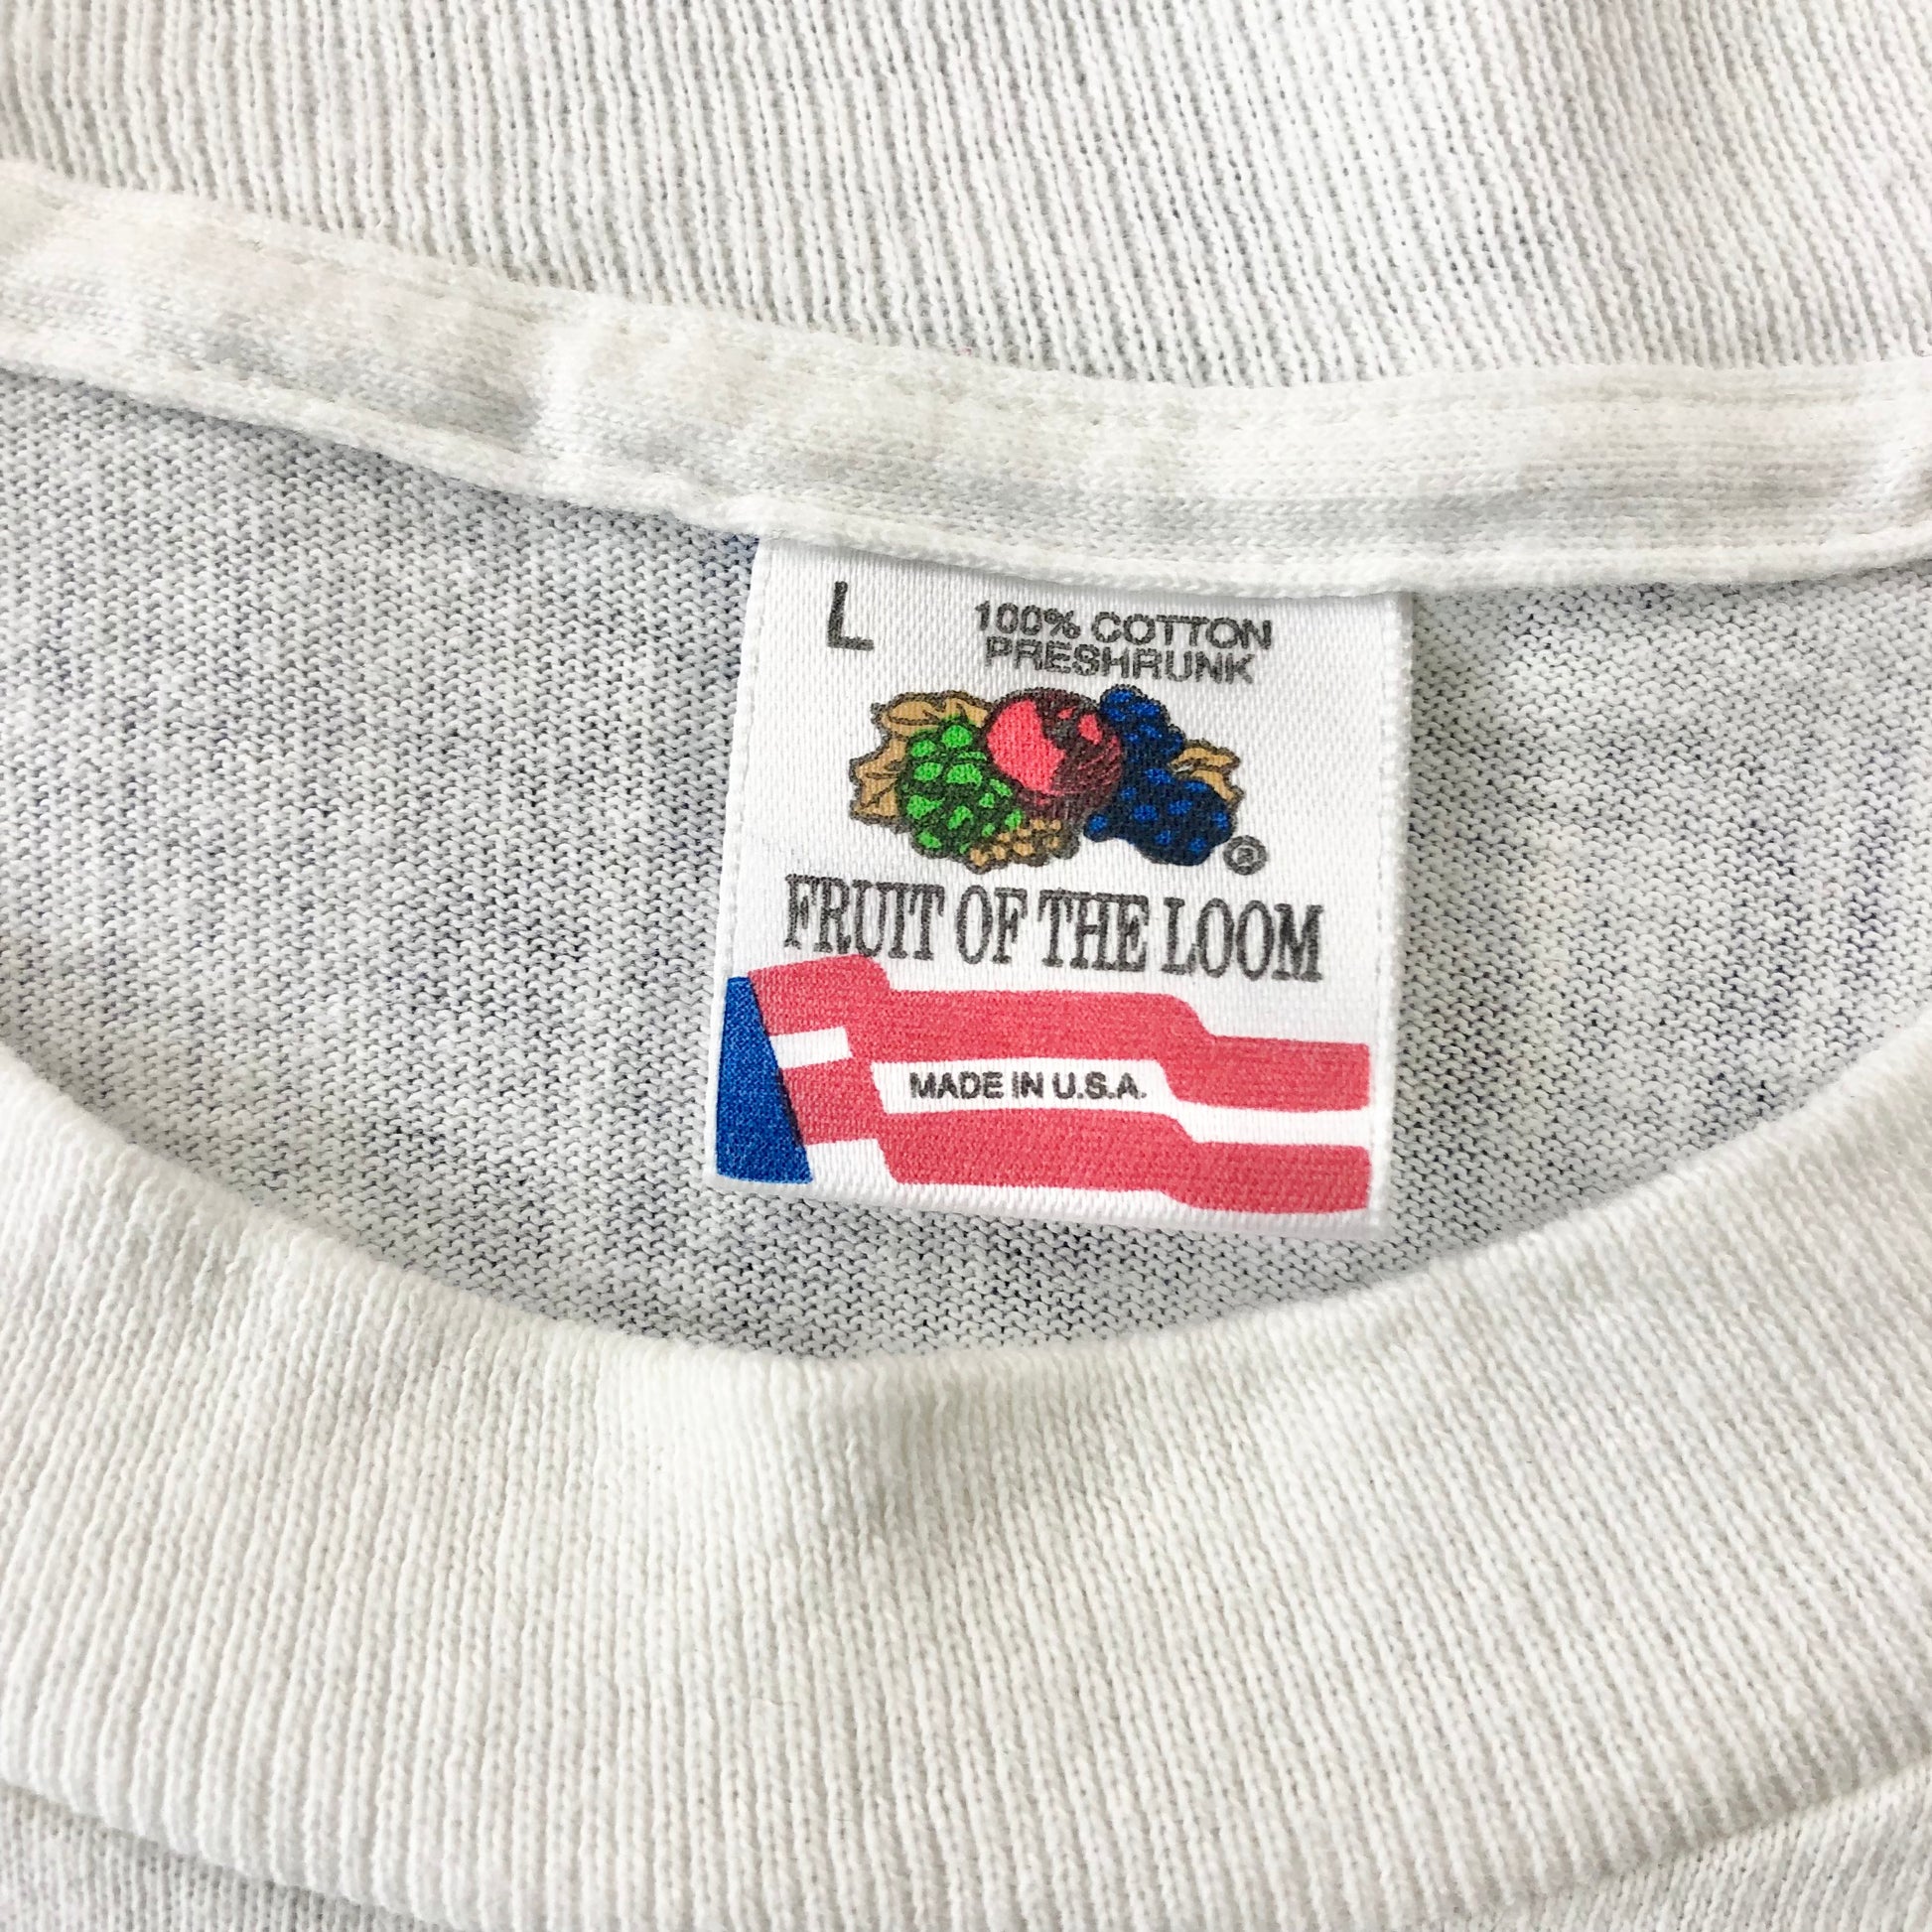 L
100% COTTON
PRESHRUNK
®
FRUIT OF THE LOOM
MADE IN U.S.A.